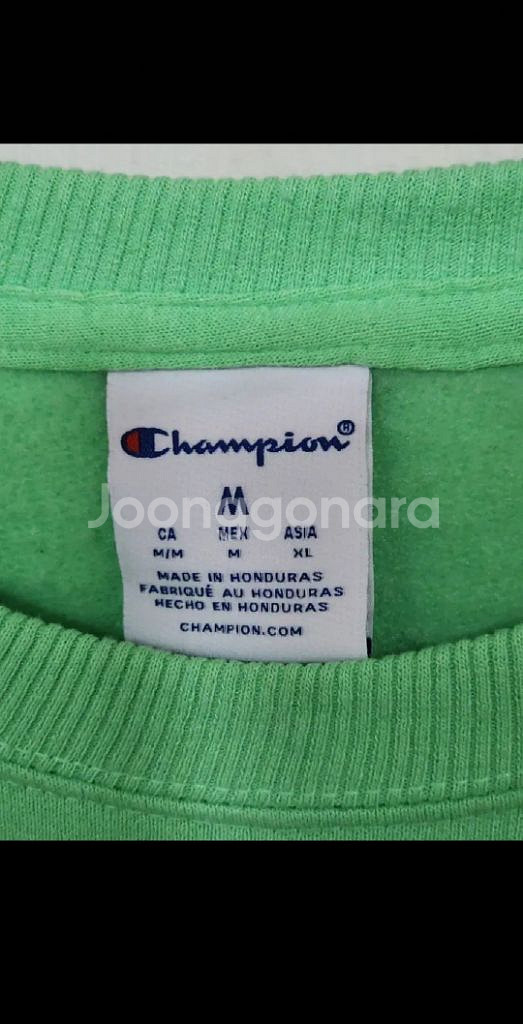 Champion®
M
Joonggonara
CA MEX ASIA
M/M M XL
MADE IN HONDURAS
FABRIQUÉ AU HONDURAS
HECHO EN HONDURAS
CHAMPION.COM